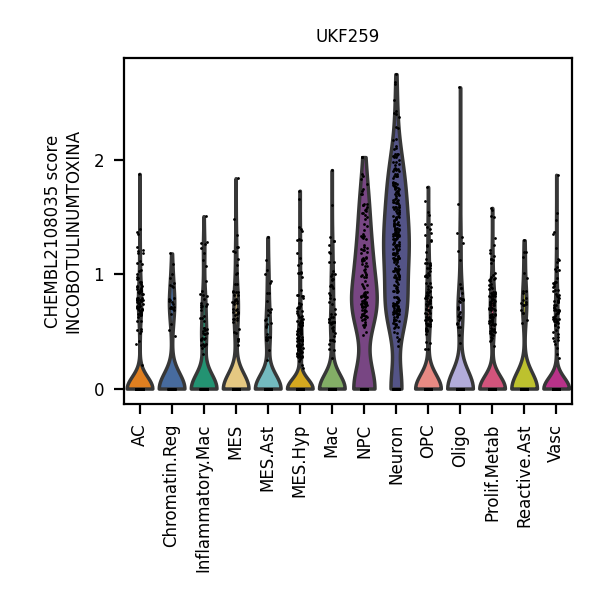 UKF259
CHEMBL2108035 score
INCOBOTULINUMTOXINA
2
1
0
AC
Chromatin.Reg
Inflammatory.Mac
MES
MES.Ast
MES.Hyp
Mac
NPC
Neuron
OPC
Oligo
Prolif.Metab
Reactive.Ast
Vasc